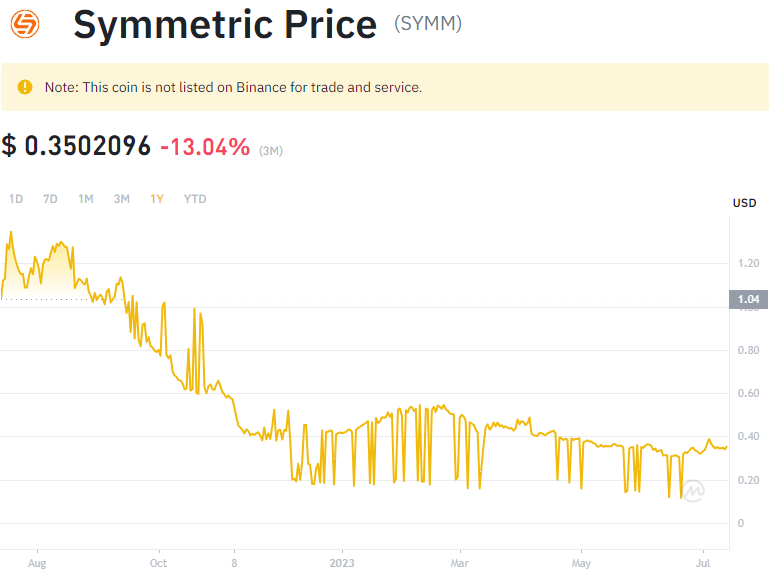 Symmetric Price (SYMM)
Note: This coin is not listed on Binance for trade and service.
$ 0.3502096 -13.04% (3M)
1D 7D 1M 3M 1Y YTD
USD
1.20
1.04
1.00
0.80
0.60
0.40
0.20
0
Aug Oct 8 2023 Mar May Jul